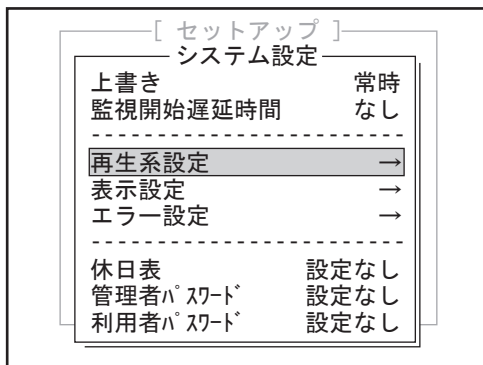 [ セットアップ ]
システム設定
上書き 常時
監視開始遅延時間 なし
再生系設定 →
表示設定 →
エラー設定 →
休日表 設定なし
管理者ﾊﾟｽﾜｰﾄﾞ 設定なし
利用者ﾊﾟｽﾜｰﾄﾞ 設定なし